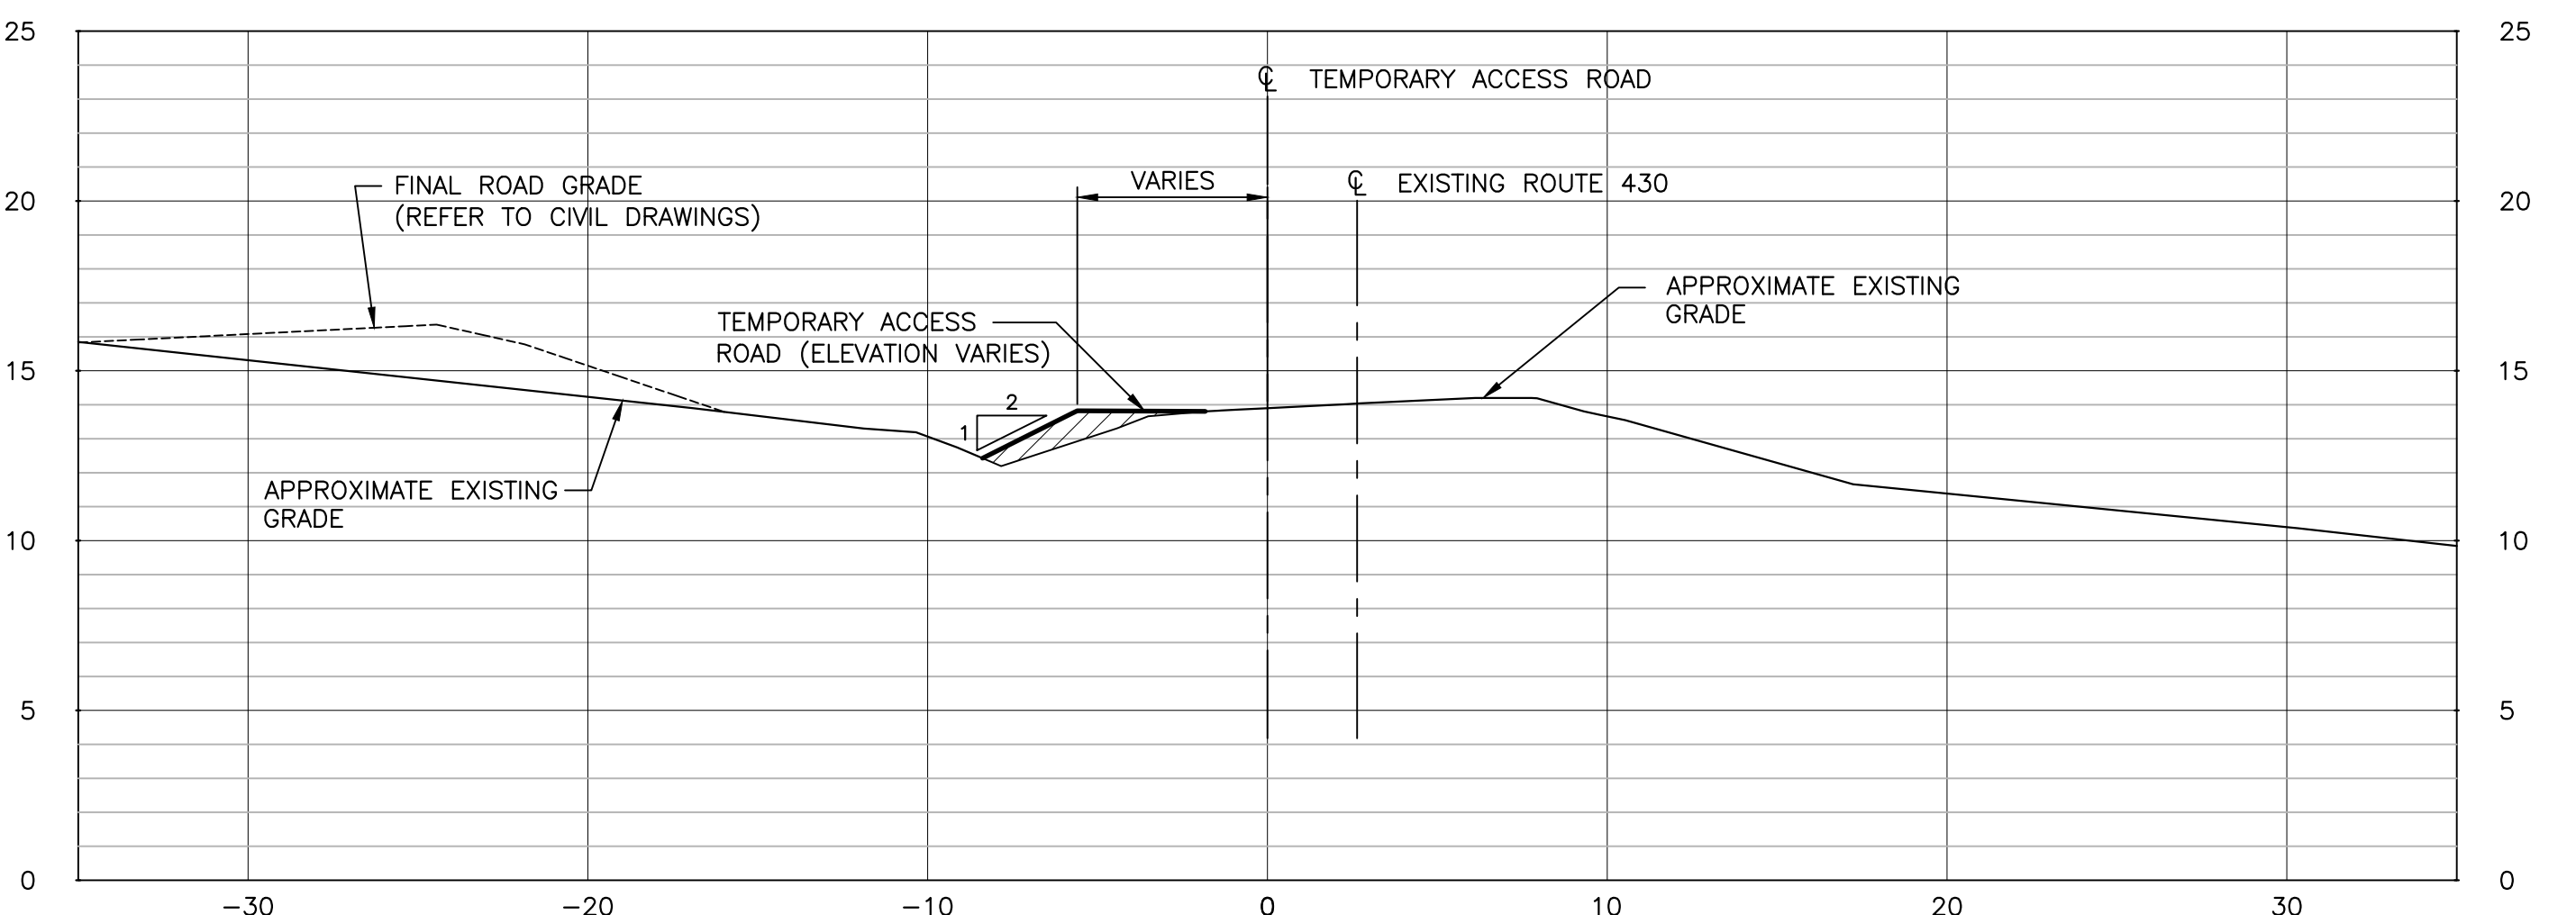 25
25
℄ TEMPORARY ACCESS ROAD
VARIES
℄ EXISTING ROUTE 430
FINAL ROAD GRADE
(REFER TO CIVIL DRAWINGS)
20
20
APPROXIMATE EXISTING
GRADE
TEMPORARY ACCESS
ROAD (ELEVATION VARIES)
15
15
2
1
APPROXIMATE EXISTING
GRADE
10
10
5
5
0
0
-30
-20
-10
0
10
20
30